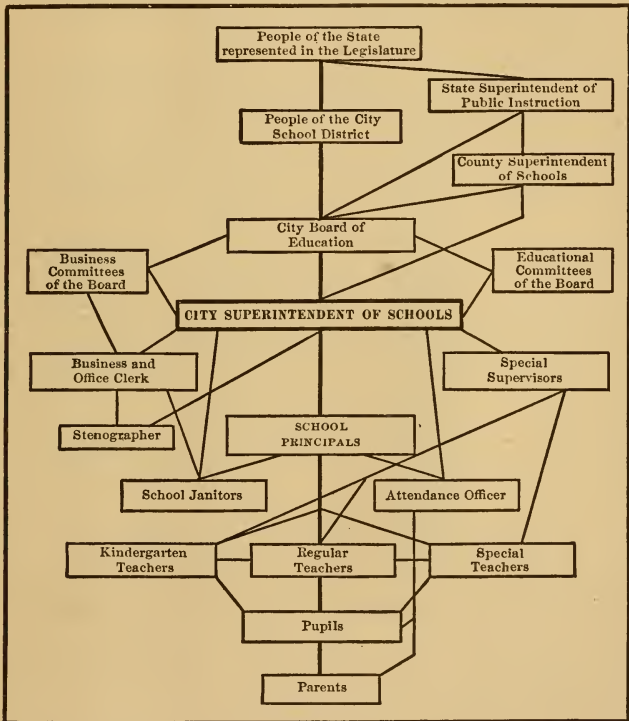 People of the State
represented in the Legislature
State Superintendent of
Public Instruction
People of the City
School District
County Superintendent
of Schools
City Board of
Education
Business
Committees
of the Board
Educational
Committees
of the Board
CITY SUPERINTENDENT OF SCHOOLS
Business and
Office Clerk
Special
Supervisors
Stenographer
SCHOOL
PRINCIPALS
School Janitors
Attendance Officer
Kindergarten
Teachers
Regular
Teachers
Special
Teachers
Pupils
Parents